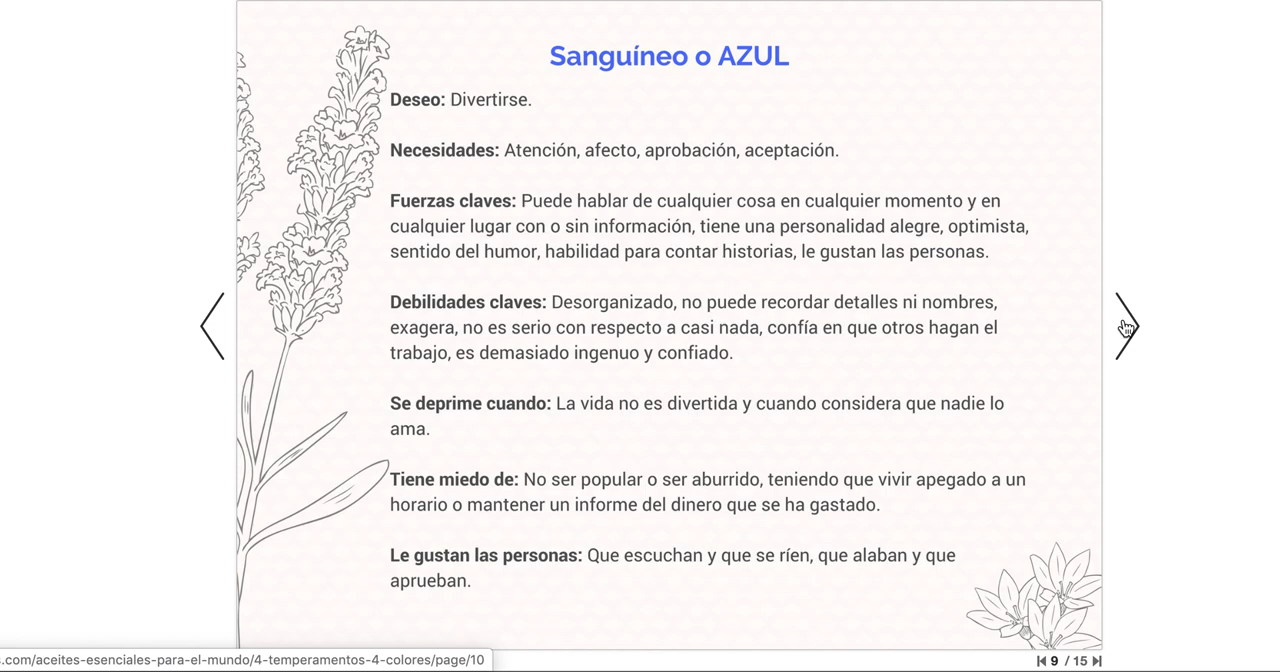 Sanguíneo o AZUL
Deseo: Divertirse.
Necesidades: Atención, afecto, aprobación, aceptación.
Fuerzas claves: Puede hablar de cualquier cosa en cualquier momento y en
cualquier lugar con o sin información, tiene una personalidad alegre, optimista,
sentido del humor, habilidad para contar historias, le gustan las personas.
Debilidades claves: Desorganizado, no puede recordar detalles ni nombres,
exagera, no es serio con respecto a casi nada, confía en que otros hagan el
trabajo, es demasiado ingenuo y confiado.
Se deprime cuando: La vida no es divertida y cuando considera que nadie lo
ama.
Tiene miedo de: No ser popular o ser aburrido, teniendo que vivir apegado a un
horario o mantener un informe del dinero que se ha gastado.
Le gustan las personas: Que escuchan y que se ríen, que alaban y que
aprueban.
s.com/aceites-esenciales-para-el-mundo/4-temperamentos-4-colores/page/10
9 / 15